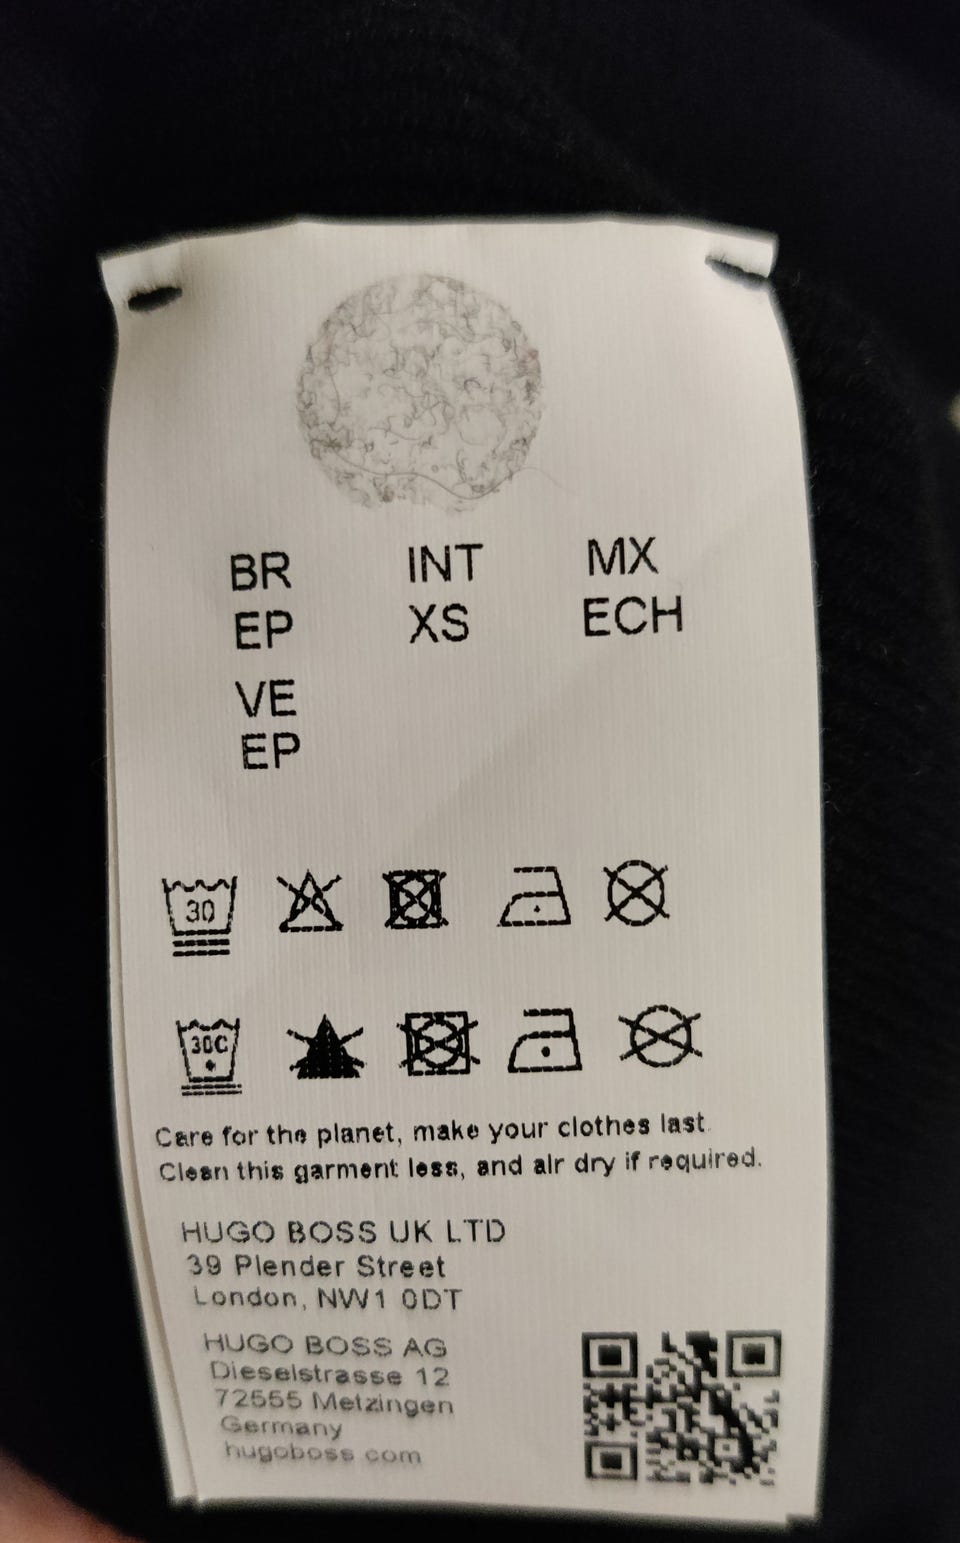 BR INT MX
EP XS ECH
VE
EP
30
30C
Care for the planet, make your clothes last.
Clean this garment less, and air dry if required.
HUGO BOSS UK LTD
39 Plender Street
London, NW1 0DT
HUGO BOSS AG
Dieselstrasse 12
72555 Metzingen
Germany
hugoboss.com